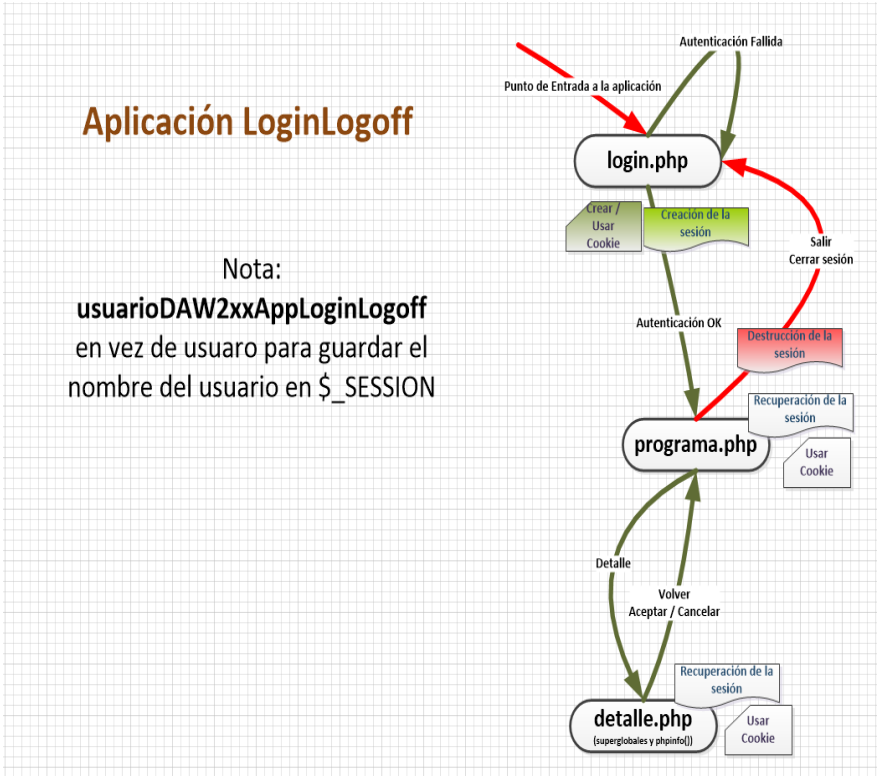 Autenticación Fallida
Punto de Entrada a la aplicación
Aplicación LoginLogoff
login.php
Crear /
Usar
Cookie
Creación de la
sesión
Salir
Cerrar sesión
Nota:
usuarioDAW2xxAppLoginLogoff
en vez de usuaro para guardar el
nombre del usuario en $_SESSION
Autenticación OK
Destrucción de la
sesión
Recuperación de la
sesión
programa.php
Usar
Cookie
Detalle
Volver
Aceptar / Cancelar
Recuperación de la
sesión
detalle.php
(superglobales y phpinfo())
Usar
Cookie